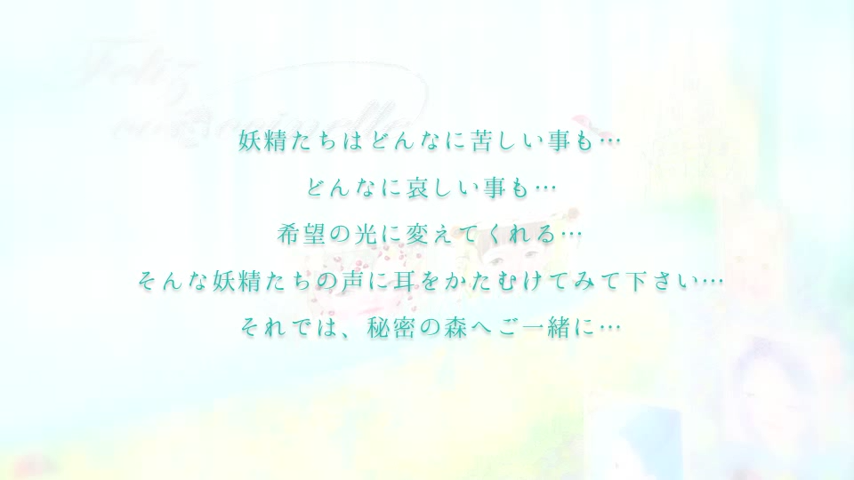 妖精たちはどんなに苦しい事も…
どんなに哀しい事も…
希望の光に変えてくれる…
そんな妖精たちの声に耳をかたむけてみて下さい…
それでは、秘密の森へご一緒に…